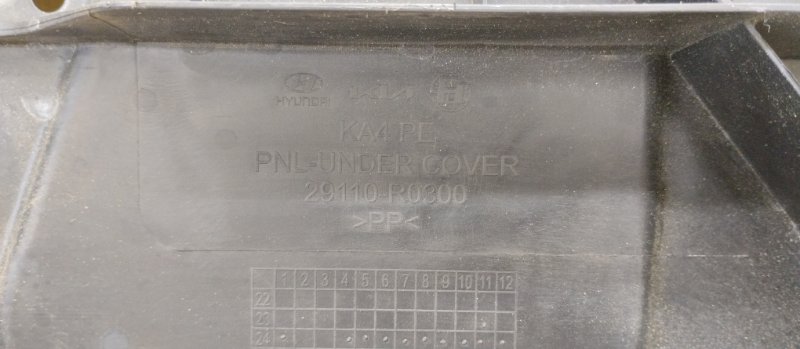 HYUNDAI KIA H
KA4 PE
PNL-UNDER COVER
29110-R0300
>PP<
1 2 3 4 5 6 7 8 9 10 11 12
22
23
24